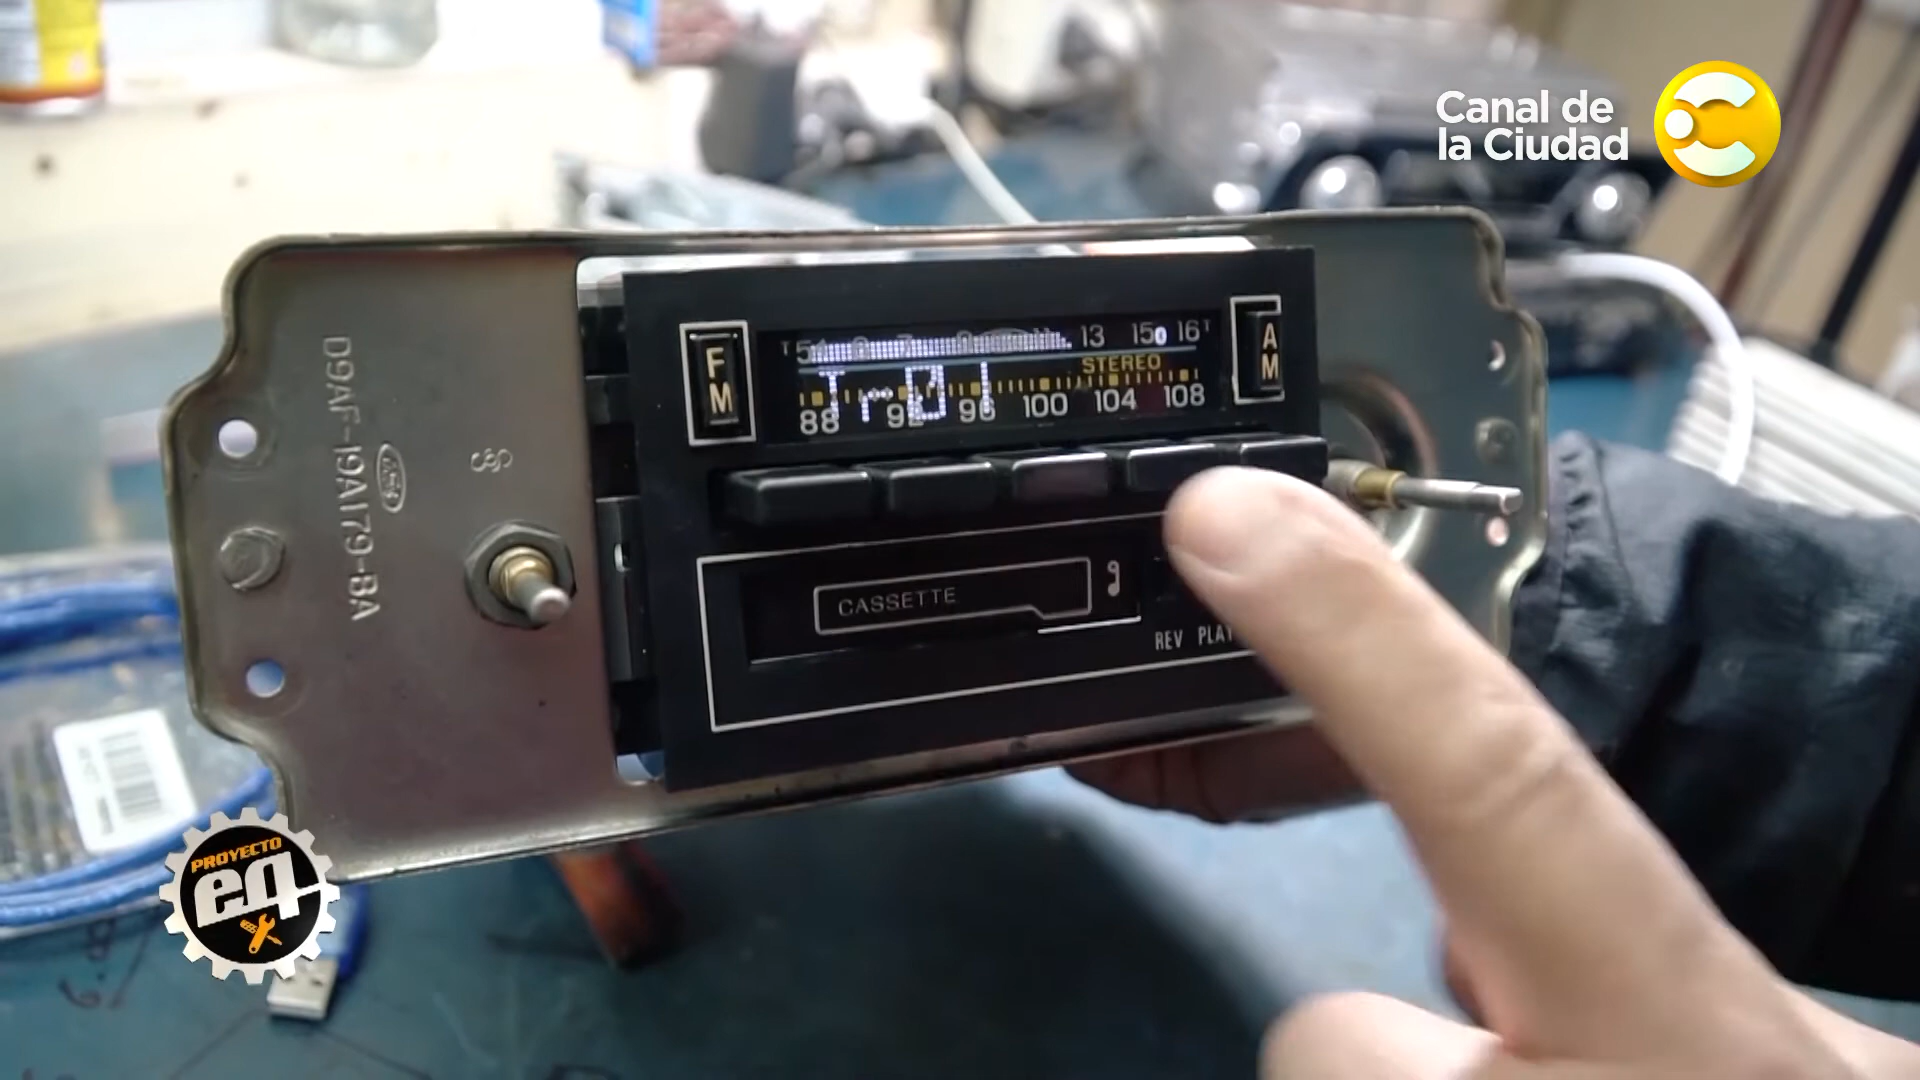 Canal de
la Ciudad
D9AF-19A179-BA
Ford
FM
AM
13 15 16 T
STEREO
88 92 96 100 104 108
CASSETTE
REV PLAY
PROYECTO
eq